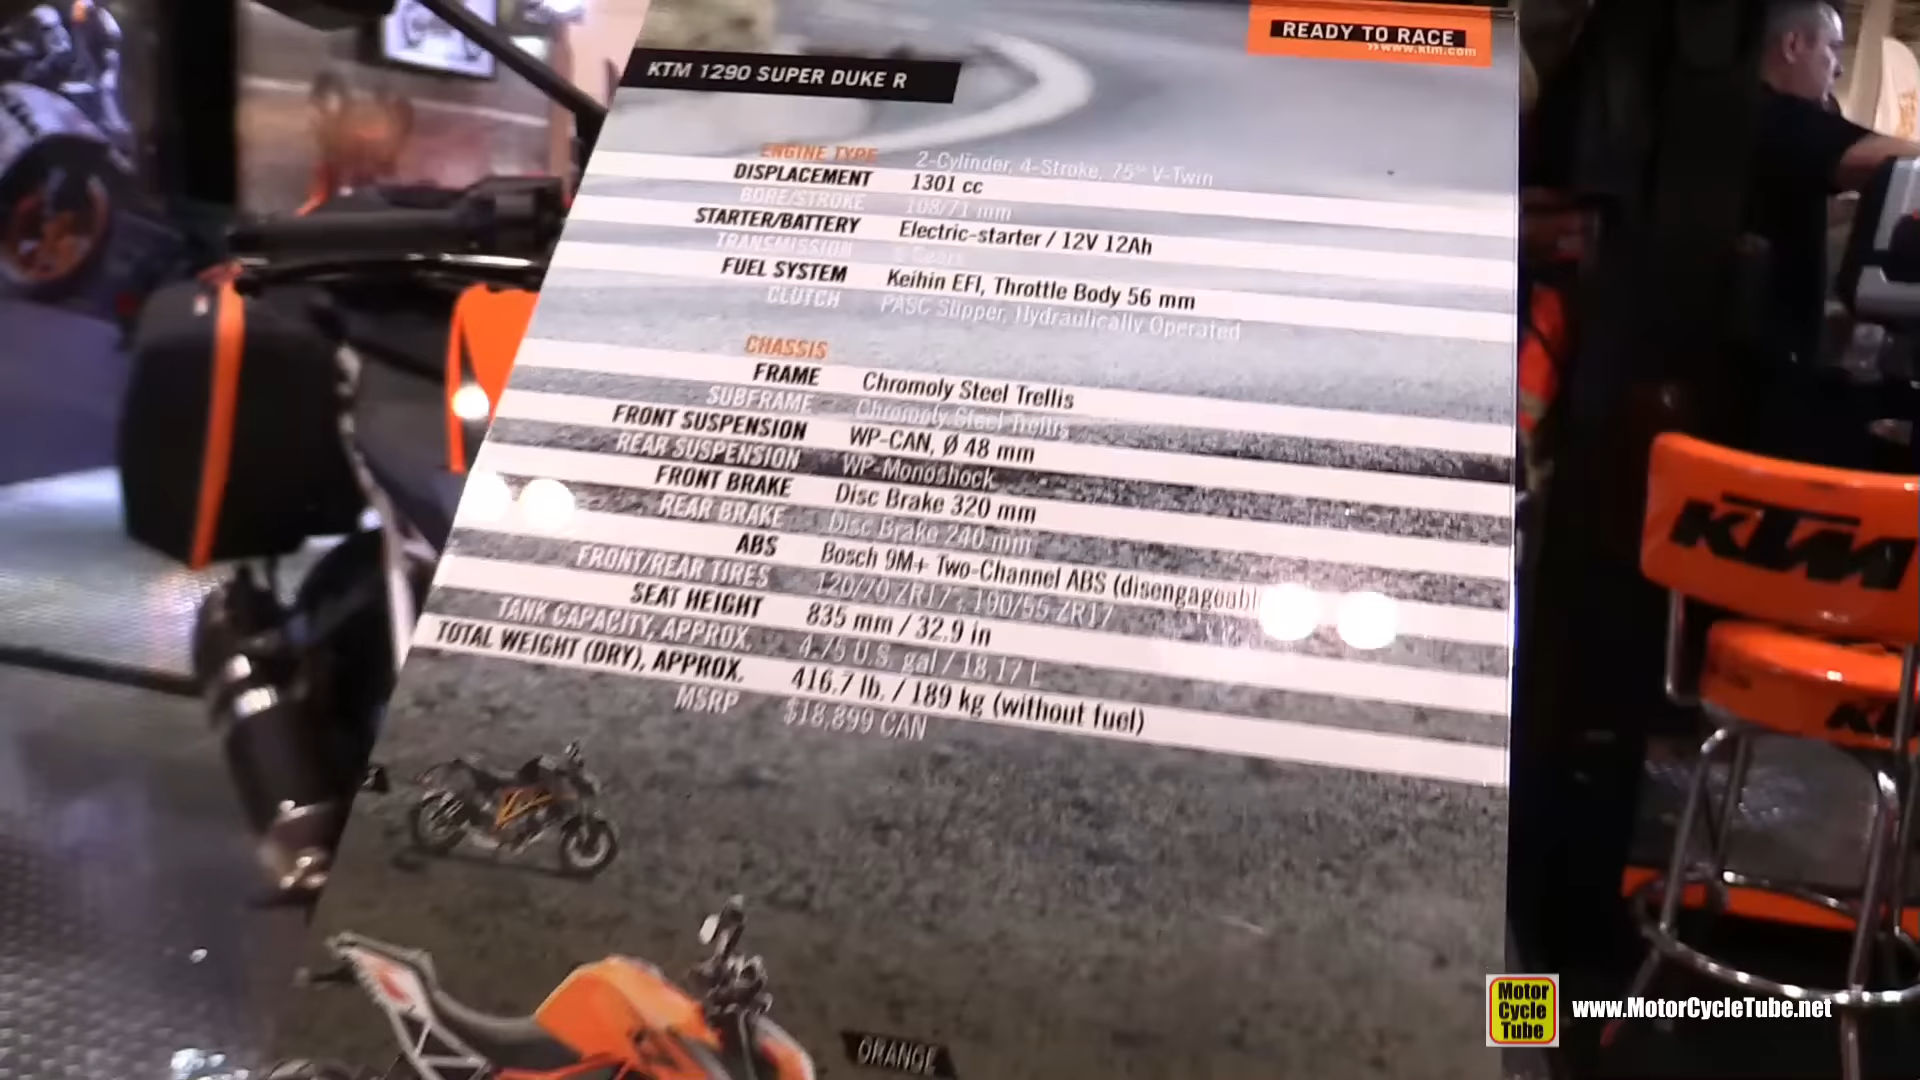 READY TO RACE
>>www.ktm.com
KTM 1290 SUPER DUKE R
ENGINE TYPE 2-Cylinder, 4-Stroke, 75° V-Twin
DISPLACEMENT 1301 cc
BORE/STROKE 108/71 mm
STARTER/BATTERY Electric-starter / 12V 12Ah
TRANSMISSION 6 Gears
FUEL SYSTEM Keihin EFI, Throttle Body 56 mm
CLUTCH PASC Slipper, Hydraulically Operated
CHASSIS
FRAME Chromoly Steel Trellis
SUBFRAME Chromoly Steel Trellis
FRONT SUSPENSION WP-CAN, Ø 48 mm
REAR SUSPENSION WP-Monoshock
FRONT BRAKE Disc Brake 320 mm
REAR BRAKE Disc Brake 240 mm
ABS Bosch 9M+ Two-Channel ABS
FRONT/REAR TIRES 120/70 ZR17 ; 190/55 ZR17
SEAT HEIGHT 835 mm / 32.9 in
TANK CAPACITY, APPROX. 4.75 U.S. gal / 18,17 L
TOTAL WEIGHT (DRY), APPROX. 416.7 lb. / 189 kg (without fuel)
MSRP $18,899 CAN
ORANGE
KTM
Motor
Cycle
Tube
www.MotorCycleTube.net